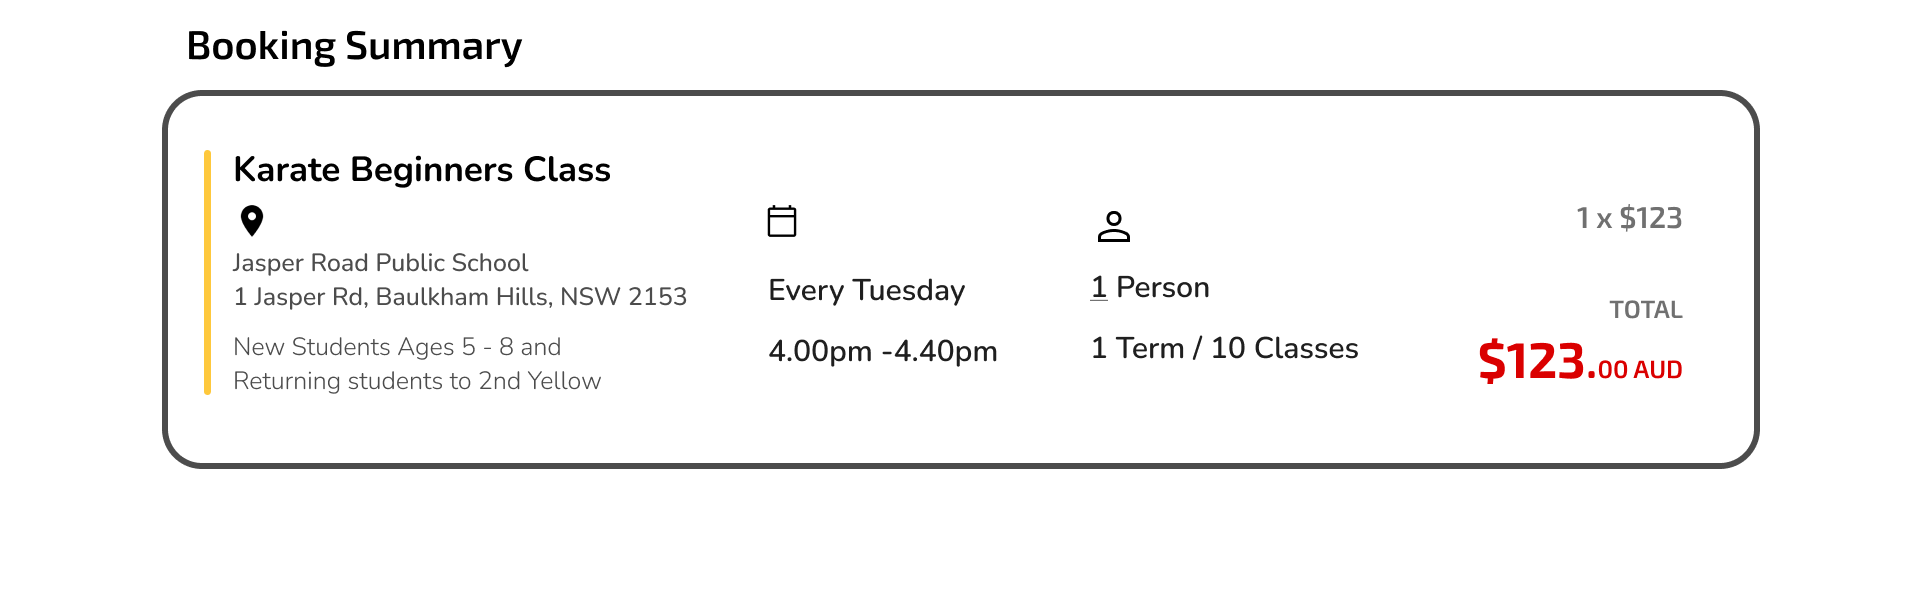 Booking Summary
Karate Beginners Class
Jasper Road Public School
1 Jasper Rd, Baulkham Hills, NSW 2153
New Students Ages 5 - 8 and
Returning students to 2nd Yellow
Every Tuesday
4.00pm -4.40pm
1 Person
1 Term / 10 Classes
1 x $123
TOTAL
$123.00 AUD